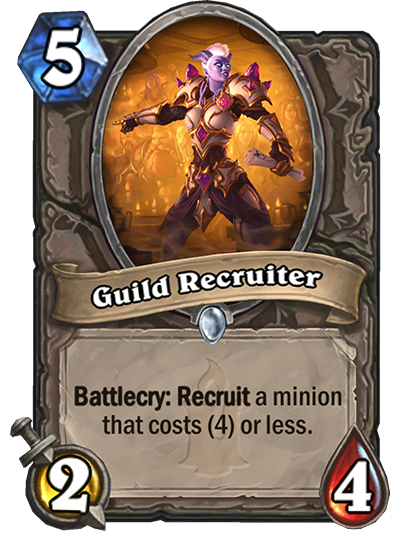 5
Guild Recruiter
Battlecry: Recruit a minion
that costs (4) or less.
2
4